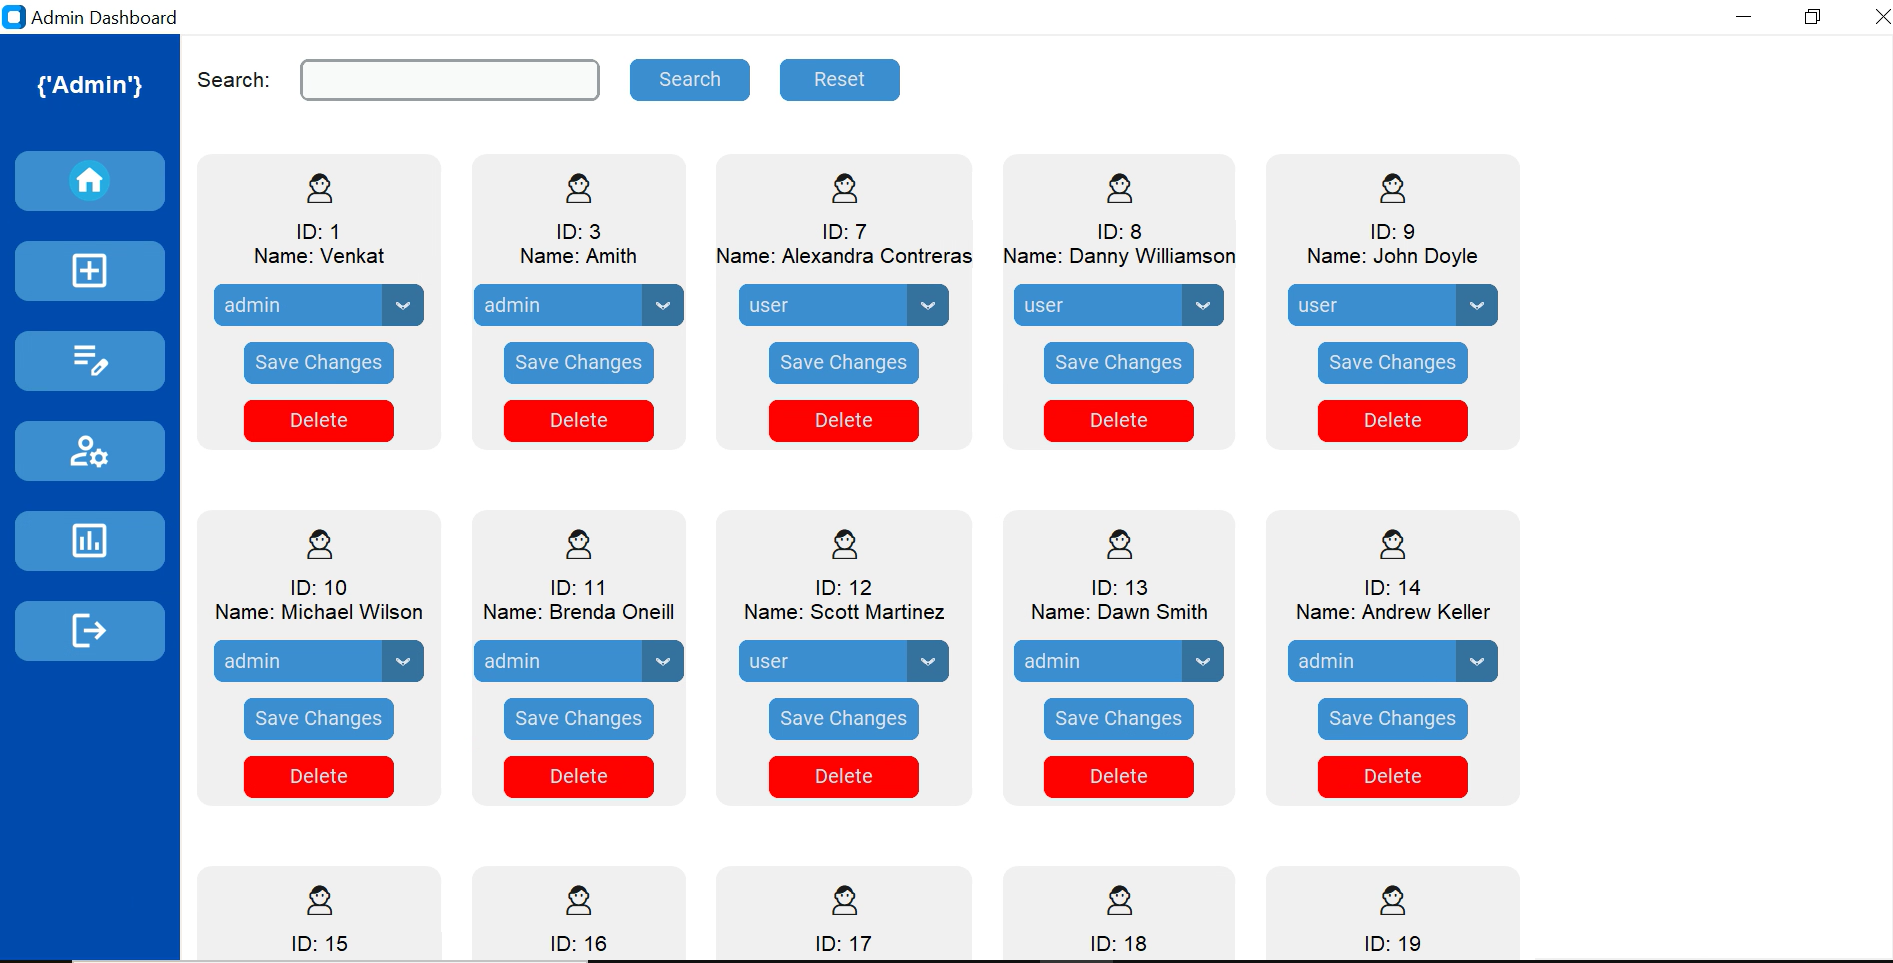 Admin Dashboard
{'Admin'}
Search:
Search
Reset
ID: 1
Name: Venkat
admin
Save Changes
Delete
ID: 3
Name: Amith
admin
Save Changes
Delete
ID: 7
Name: Alexandra Contreras
user
Save Changes
Delete
ID: 8
Name: Danny Williamson
user
Save Changes
Delete
ID: 9
Name: John Doyle
user
Save Changes
Delete
ID: 10
Name: Michael Wilson
admin
Save Changes
Delete
ID: 11
Name: Brenda Oneill
admin
Save Changes
Delete
ID: 12
Name: Scott Martinez
user
Save Changes
Delete
ID: 13
Name: Dawn Smith
admin
Save Changes
Delete
ID: 14
Name: Andrew Keller
admin
Save Changes
Delete
ID: 15
ID: 16
ID: 17
ID: 18
ID: 19